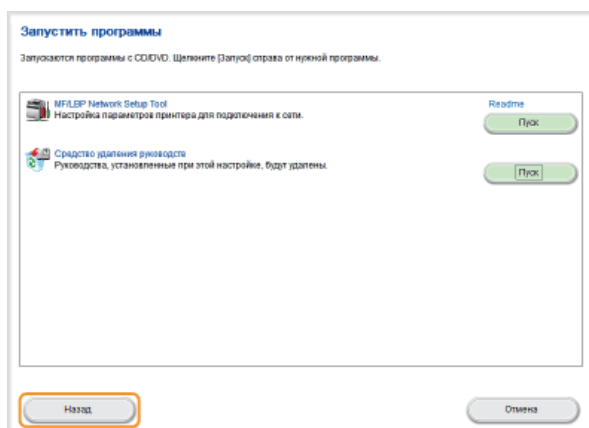 Запустить программы
Запускаются программы с CD/DVD. Щелкните [Запуск] справа от нужной программы.
MF/LBP Network Setup Tool
Readme
Настройка параметров принтера для подключения к сети.
Пуск
Средство удаления руководств
Руководства, установленные при этой настройке, будут удалены.
Пуск
Назад
Отмена